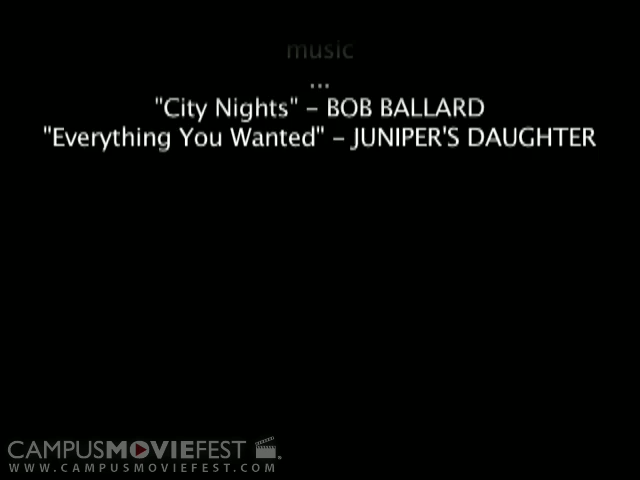 music
...
"City Nights" – BOB BALLARD
"Everything You Wanted" – JUNIPER'S DAUGHTER
CAMPUSMOVIEFEST
WWW.CAMPUSMOVIEFEST.COM